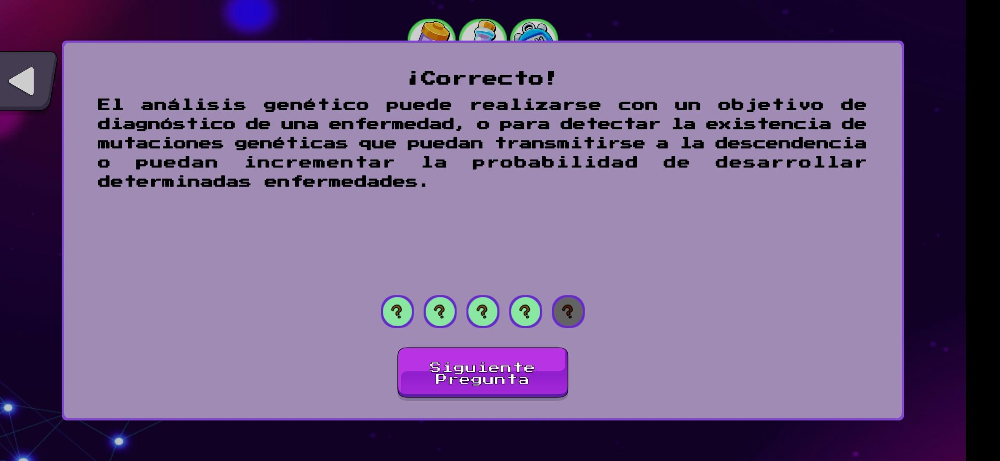 ¡Correcto!
El análisis genético puede realizarse con un objetivo de
diagnóstico de una enfermedad, o para detectar la existencia de
mutaciones genéticas que puedan transmitirse a la descendencia
o puedan incrementar la probabilidad de desarrollar
determinadas enfermedades.
? ? ? ? ?
Siguiente
Pregunta